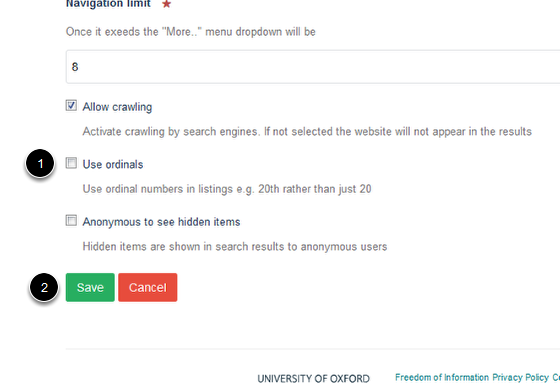 Navigation limit ★
Once it exceeds the "More.." menu dropdown will be
8
Allow crawling
Activate crawling by search engines. If not selected the website will not appear in the results
1
Use ordinals
Use ordinal numbers in listings e.g. 20th rather than just 20
Anonymous to see hidden items
Hidden items are shown in search results to anonymous users
2
Save Cancel
UNIVERSITY OF OXFORD Freedom of Information Privacy Policy